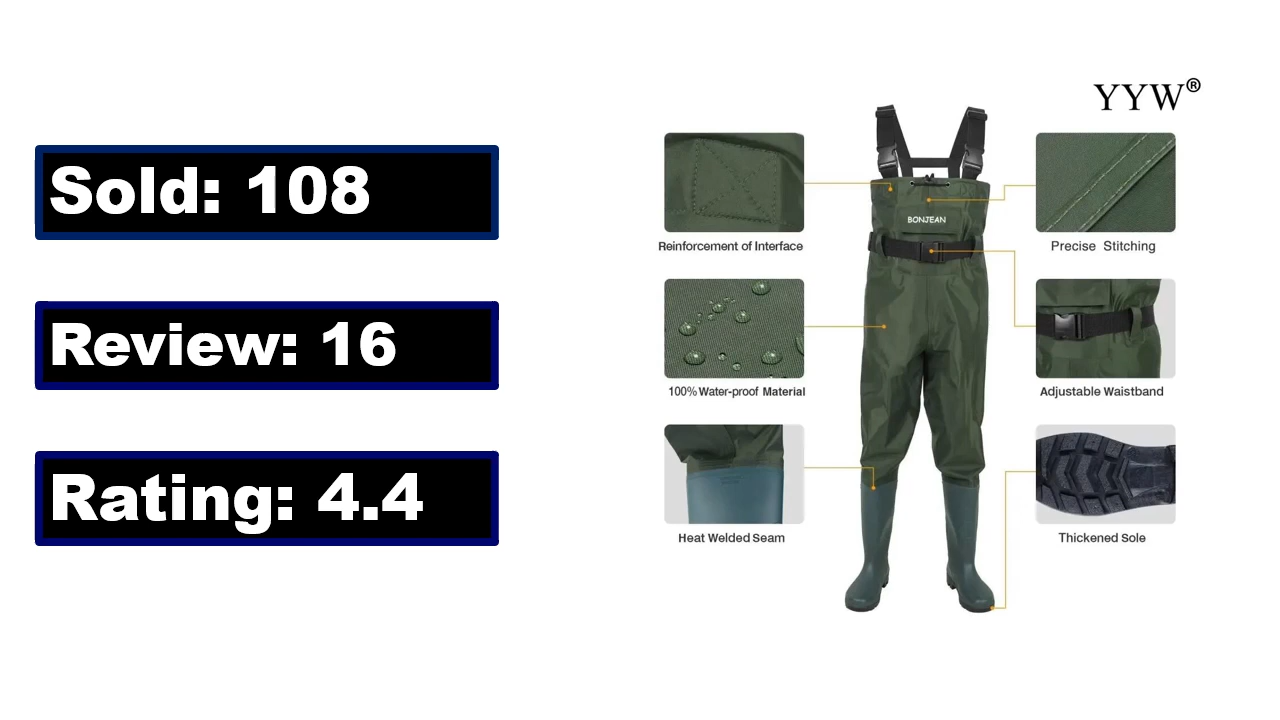 Sold: 108
Review: 16
Rating: 4.4
YYW®
BONJEAN
Reinforcement of Interface
Precise Stitching
100% Water-proof Material
Adjustable Waistband
Heat Welded Seam
Thickened Sole